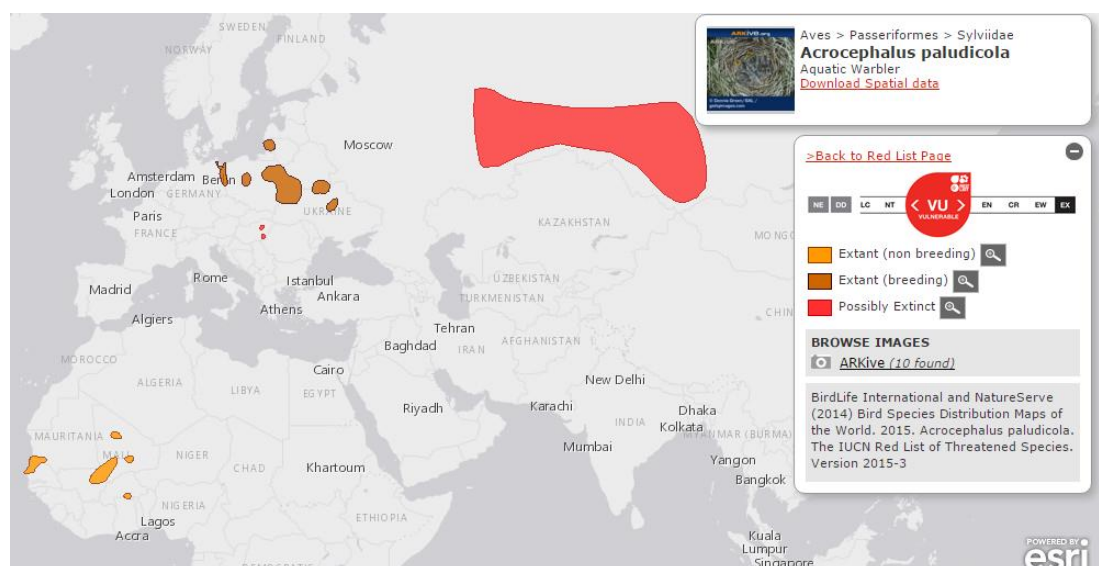 SWEDEN
FINLAND
NORWAY
Moscow
Amsterdam
Berlin
London
GERMANY
Paris
UKRAINE
FRANCE
KAZAKHSTAN
MONGO
Rome
Istanbul
UZBEKISTAN
Madrid
Ankara
TURKMENISTAN
Athens
CHIN
Algiers
Tehran
Baghdad
IRAN
AFGHANISTAN
MOROCCO
Cairo
ALGERIA
LIBYA
EGYPT
New Delhi
Riyadh
Karachi
Dhaka
INDIA
Kolkata
MYANMAR (BURMA)
MAURITANIA
Mumbai
MALI
NIGER
CHAD
Khartoum
Yangon
Bangkok
NIGERIA
Lagos
ETHIOPIA
Accra
Kuala
Lumpur
Singapore
Aves > Passeriformes > Sylviidae
Acrocephalus paludicola
Aquatic Warbler
Download Spatial data
ARKIVE.org
>Back to Red List Page
NE DD LC NT < VU > EN CR EW EX
VULNERABLE
Extant (non breeding)
Extant (breeding)
Possibly Extinct
BROWSE IMAGES
ARKive (10 found)
BirdLife International and NatureServe
(2014) Bird Species Distribution Maps of
the World. 2015. Acrocephalus paludicola.
The IUCN Red List of Threatened Species.
Version 2015-3
POWERED BY
esri